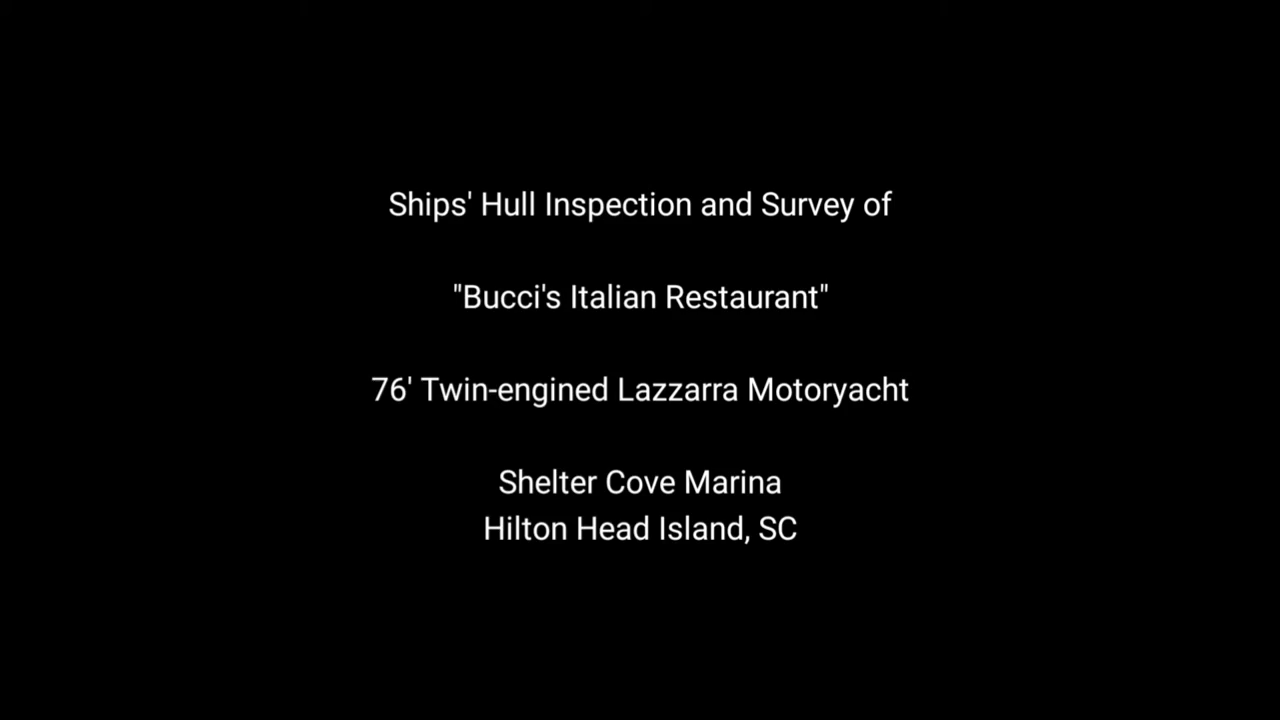 Ships' Hull Inspection and Survey of
"Bucci's Italian Restaurant"
76' Twin-engined Lazzarra Motoryacht
Shelter Cove Marina
Hilton Head Island, SC